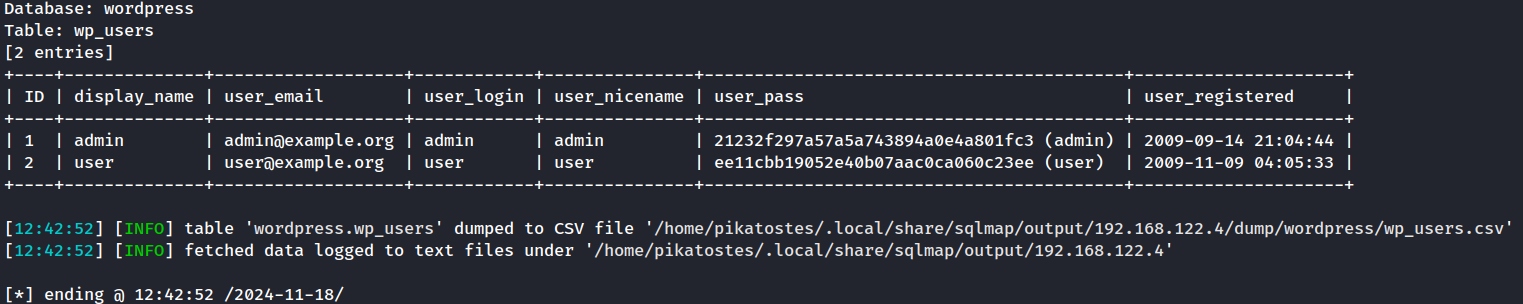 Database: wordpress
Table: wp_users
[2 entries]
+----+--------------+-------------------+------------+---------------+------------------------------------------+---------------------+
| ID | display_name | user_email        | user_login | user_nicename | user_pass                                | user_registered     |
+----+--------------+-------------------+------------+---------------+------------------------------------------+---------------------+
| 1  | admin        | admin@example.org | admin      | admin         | 21232f297a57a5a743894a0e4a801fc3 (admin) | 2009-09-14 21:04:44 |
| 2  | user         | user@example.org  | user       | user          | ee11cbb19052e40b07aac0ca060c23ee (user)  | 2009-11-09 04:05:33 |
+----+--------------+-------------------+------------+---------------+------------------------------------------+---------------------+
[12:42:52] [INFO] table 'wordpress.wp_users' dumped to CSV file '/home/pikatostes/.local/share/sqlmap/output/192.168.122.4/dump/wordpress/wp_users.csv'
[12:42:52] [INFO] fetched data logged to text files under '/home/pikatostes/.local/share/sqlmap/output/192.168.122.4'
[*] ending @ 12:42:52 /2024-11-18/